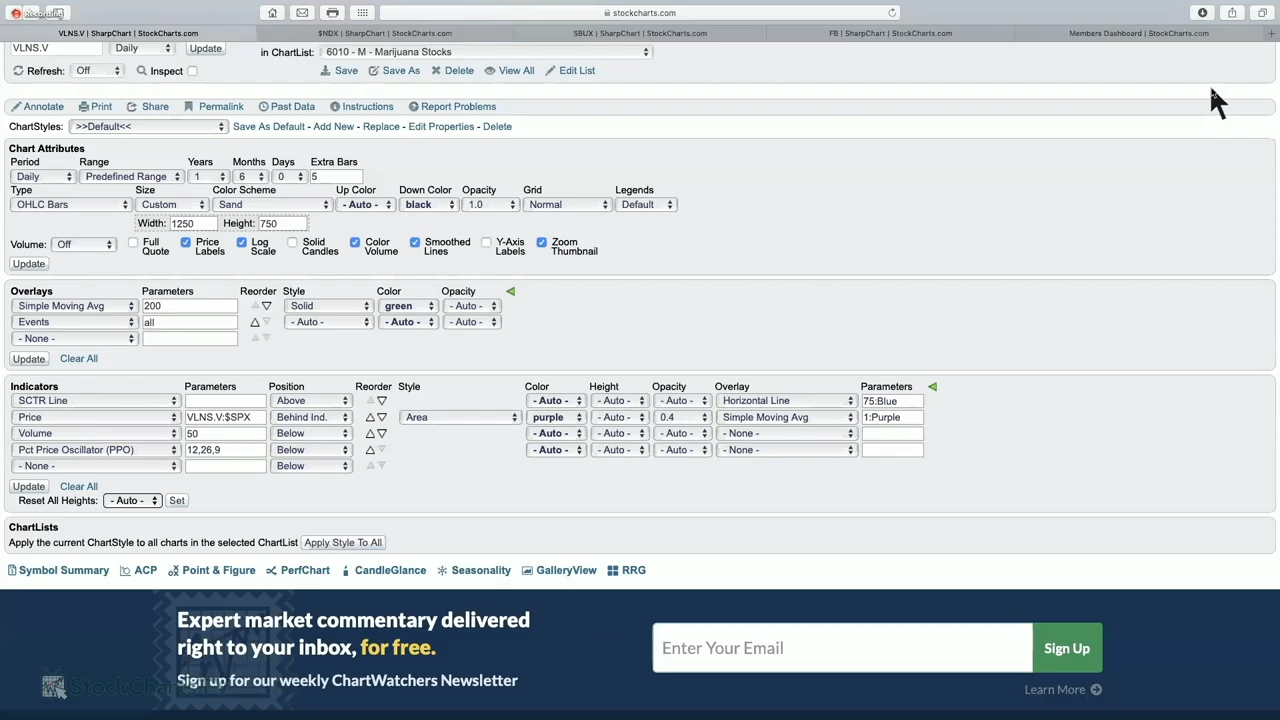 Recording
stockcharts.com
VLNS.V | SharpChart | StockCharts.com
$NDX | SharpChart | StockCharts.com
SBUX | SharpChart | StockCharts.com
FB | SharpChart | StockCharts.com
Members Dashboard | StockCharts.com
VLNS.V Daily Update in ChartList: 6010 - M - Marijuana Stocks
Refresh: Off Inspect Save Save As Delete View All Edit List
Annotate Print Share Permalink Past Data Instructions Report Problems
ChartStyles: >>Default<< Save As Default - Add New - Replace - Edit Properties - Delete
Chart Attributes
Period Range Years Months Days Extra Bars
Daily Predefined Range 1 6 0 5
Type Size Color Scheme Up Color Down Color Opacity Grid Legends
OHLC Bars Custom Sand - Auto - black 1.0 Normal Default
Width: 1250 Height: 750
Volume: Off Full Quote Price Labels Log Scale Solid Candles Color Volume Smoothed Lines Y-Axis Labels Zoom Thumbnail
Update
Overlays Parameters Reorder Style Color Opacity
Simple Moving Avg 200 Solid green - Auto -
Events all - Auto - - Auto - - Auto -
- None -
Update Clear All
Indicators Parameters Position Reorder Style Color Height Opacity Overlay Parameters
SCTR Line Above - Auto - - Auto - - Auto - Horizontal Line 75:Blue
Price VLNS.V:$SPX Behind Ind. Area purple - Auto - 0.4 Simple Moving Avg 1:Purple
Volume 50 Below - Auto - - Auto - - Auto - - None -
Pct Price Oscillator (PPO) 12,26,9 Below - Auto - - Auto - - Auto - - None -
- None - Below
Update Clear All
Reset All Heights: - Auto - Set
ChartLists
Apply the current ChartStyle to all charts in the selected ChartList Apply Style To All
Symbol Summary ACP Point & Figure PerfChart CandleGlance Seasonality GalleryView RRG
Expert market commentary delivered
right to your inbox, for free.
Sign up for our weekly ChartWatchers Newsletter
Enter Your Email Sign Up
Learn More
StockCharts TV